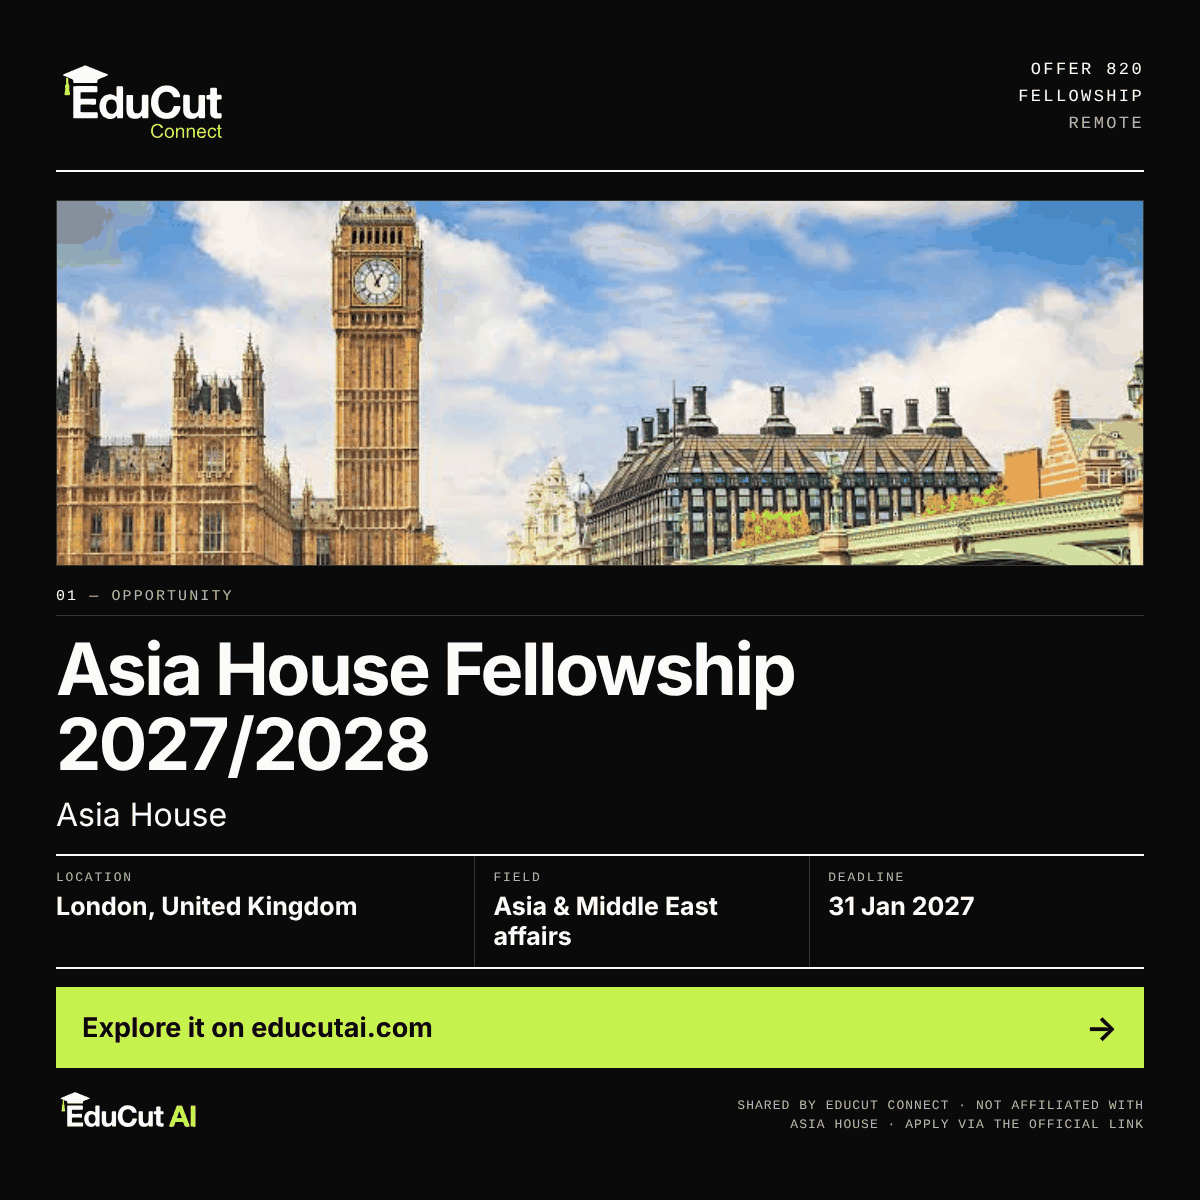 EduCut
Connect
OFFER 820
FELLOWSHIP
REMOTE
01 — OPPORTUNITY
Asia House Fellowship
2027/2028
Asia House
LOCATION
London, United Kingdom
FIELD
Asia & Middle East
affairs
DEADLINE
31 Jan 2027
Explore it on educutai.com →
EduCut AI
SHARED BY EDUCUT CONNECT · NOT AFFILIATED WITH
ASIA HOUSE · APPLY VIA THE OFFICIAL LINK